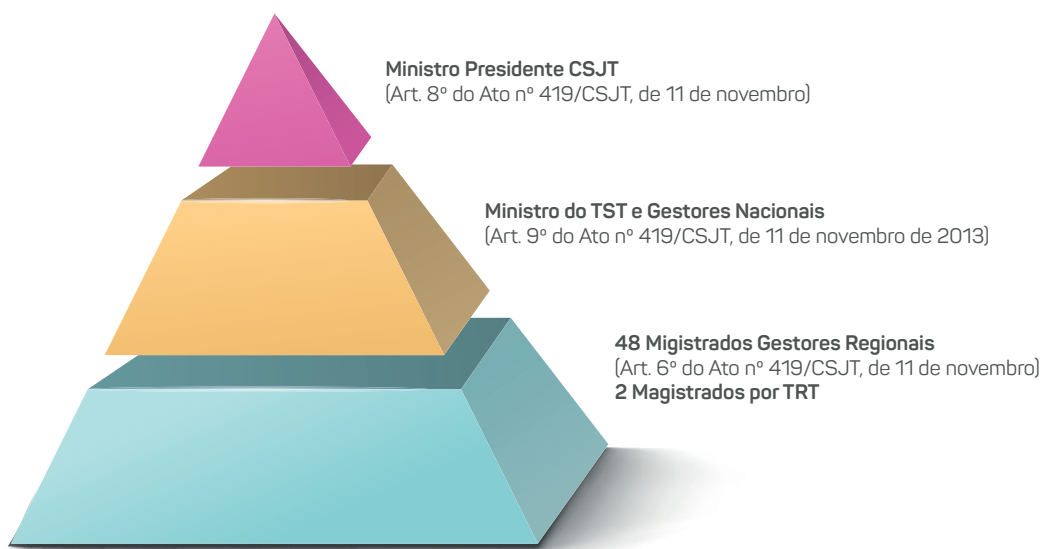 Ministro Presidente CSJT
(Art. 8º do Ato nº 419/CSJT, de 11 de novembro)
Ministro do TST e Gestores Nacionais
(Art. 9º do Ato nº 419/CSJT, de 11 de novembro de 2013)
48 Migistrados Gestores Regionais
(Art. 6º do Ato nº 419/CSJT, de 11 de novembro)
2 Magistrados por TRT